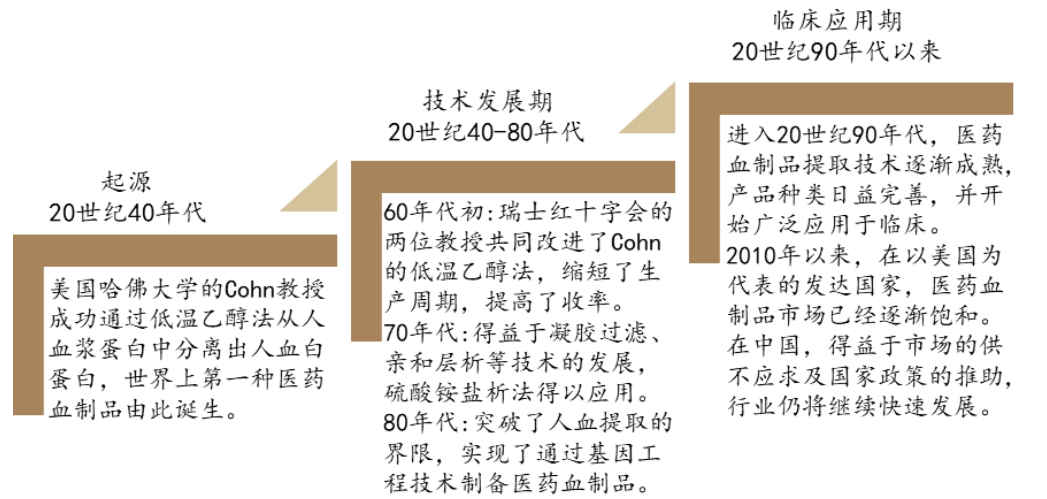 起源
20世纪40年代
美国哈佛大学的Cohn教授
成功通过低温乙醇法从人
血浆蛋白中分离出人血白
蛋白，世界上第一种医药
血制品由此诞生。
技术发展期
20世纪40-80年代
60年代初:瑞士红十字会的
两位教授共同改进了Cohn
的低温乙醇法，缩短了生
产周期，提高了收率。
70年代:得益于凝胶过滤、
亲和层析等技术的发展，
硫酸铵盐析法得以应用。
80年代:突破了人血提取的
界限，实现了通过基因工
程技术制备医药血制品。
临床应用期
20世纪90年代以来
进入20世纪90年代，医药
血制品提取技术逐渐成熟，
产品种类日益完善，并开
始广泛应用于临床。
2010年以来，在以美国为
代表的发达国家，医药血
制品市场已经逐渐饱和。
在中国，得益于市场的供
不应求及国家政策的推助，
行业仍将继续快速发展。